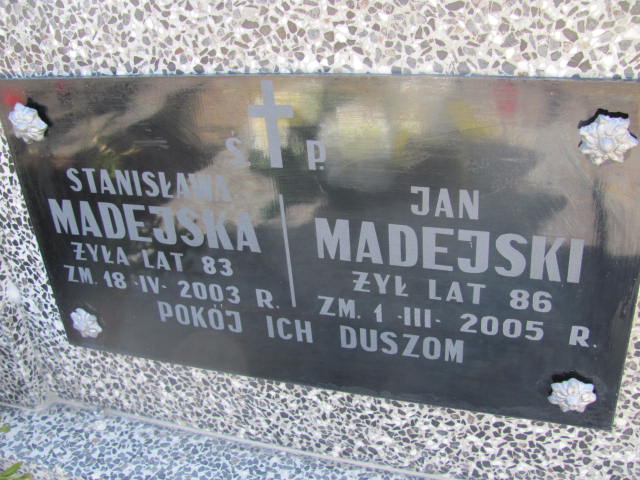 Ś P.
STANISŁAWA
MADEJSKA
ŻYŁA LAT 83
ZM. 18-IV-2003 R.
JAN
MADEJSKI
ŻYŁ LAT 86
ZM. 1-III-2005 R.
POKÓJ ICH DUSZOM